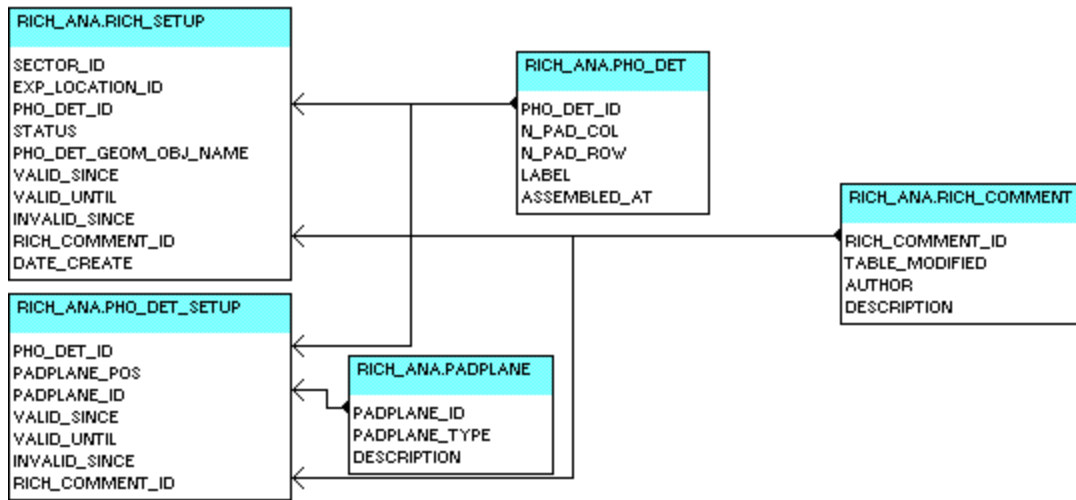 RICH_ANA.RICH_SETUP
SECTOR_ID
EXP_LOCATION_ID
PHO_DET_ID
STATUS
PHO_DET_GEOM_OBJ_NAME
VALID_SINCE
VALID_UNTIL
INVALID_SINCE
RICH_COMMENT_ID
DATE_CREATE
RICH_ANA.PHO_DET
PHO_DET_ID
N_PAD_COL
N_PAD_ROW
LABEL
ASSEMBLED_AT
RICH_ANA.RICH_COMMENT
RICH_COMMENT_ID
TABLE_MODIFIED
AUTHOR
DESCRIPTION
RICH_ANA.PHO_DET_SETUP
PHO_DET_ID
PADPLANE_POS
PADPLANE_ID
VALID_SINCE
VALID_UNTIL
INVALID_SINCE
RICH_COMMENT_ID
RICH_ANA.PADPLANE
PADPLANE_ID
PADPLANE_TYPE
DESCRIPTION